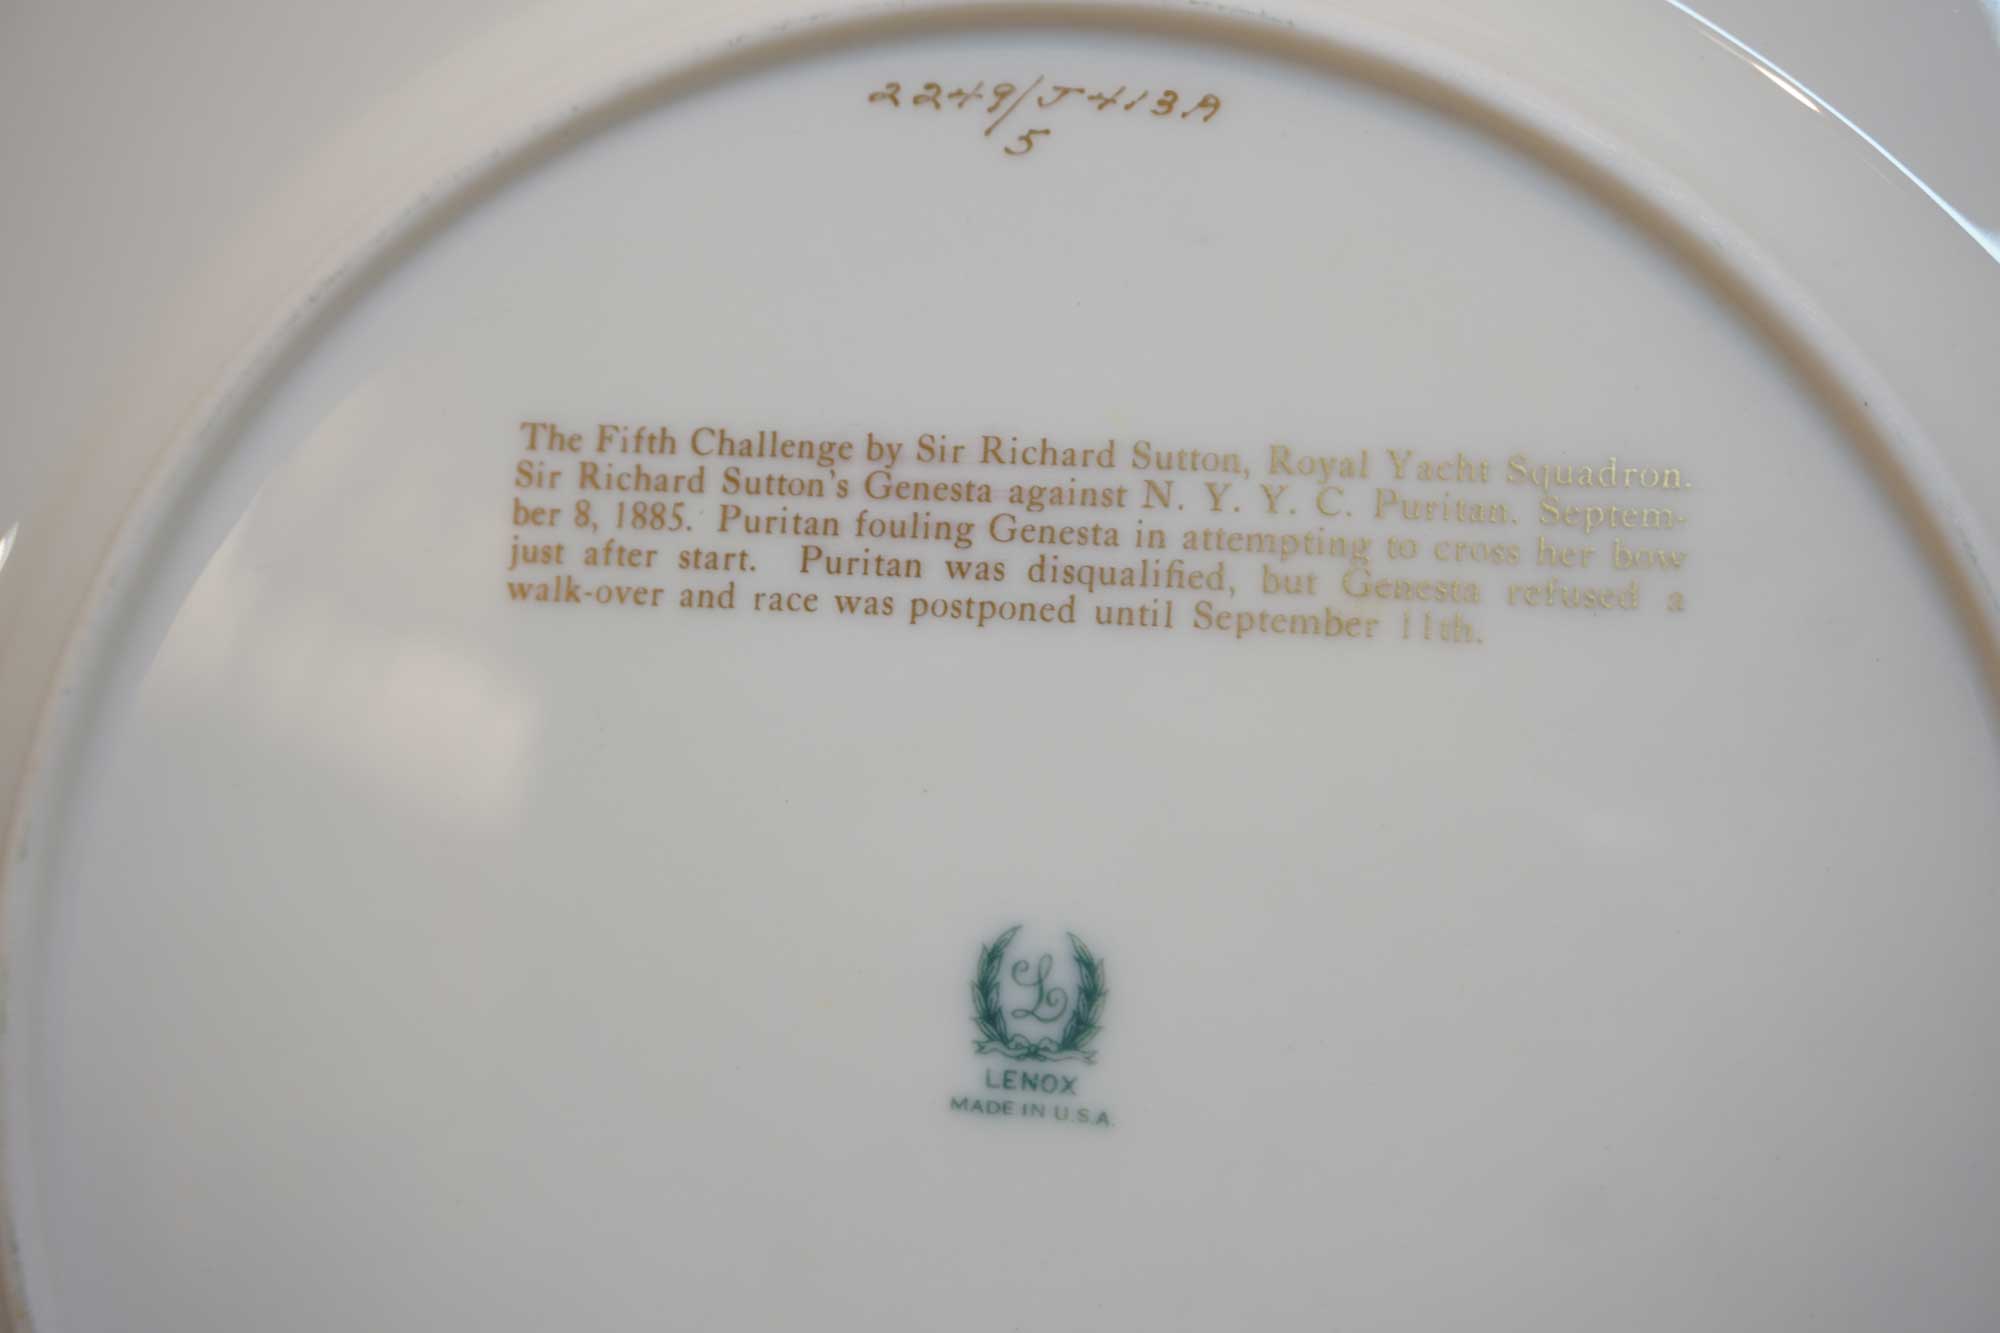 2249/J413A
5
The Fifth Challenge by Sir Richard Sutton, Royal Yacht Squadron.
Sir Richard Sutton's Genesta against N. Y. Y. C. Puritan. Septem-
ber 8, 1885. Puritan fouling Genesta in attempting to cross her bow
just after start. Puritan was disqualified, but Genesta refused a
walk-over and race was postponed until September 11th.
L
LENOX
MADE IN U.S.A.